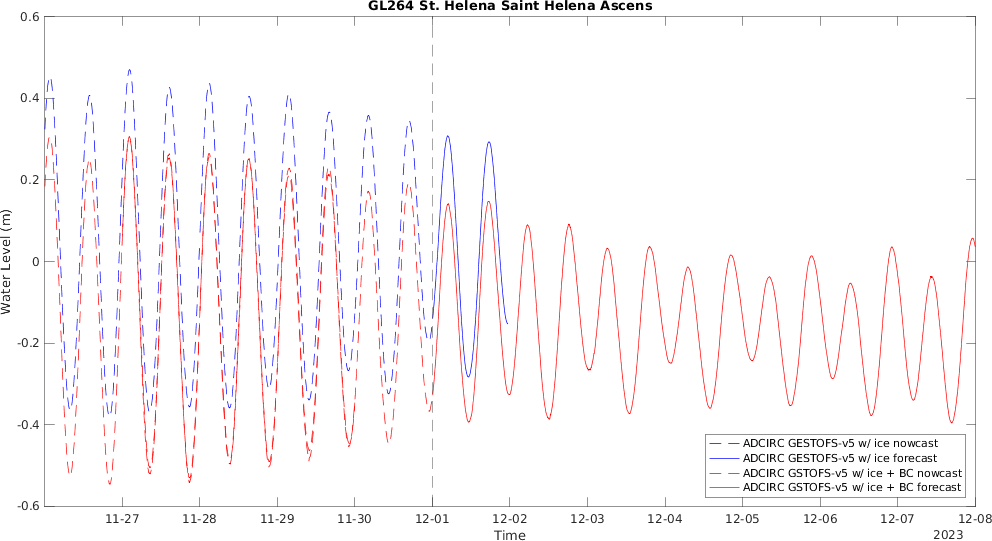 GL264 St. Helena Saint Helena Ascens
0.6
0.4
0.2
0
-0.2
-0.4
-0.6
Water Level (m)
11-27 11-28 11-29 11-30 12-01 12-02 12-03 12-04 12-05 12-06 12-07 12-08
Time
2023
ADCIRC GESTOFS-v5 w/ ice nowcast
ADCIRC GESTOFS-v5 w/ ice forecast
ADCIRC GSTOFS-v5 w/ ice + BC nowcast
ADCIRC GSTOFS-v5 w/ ice + BC forecast